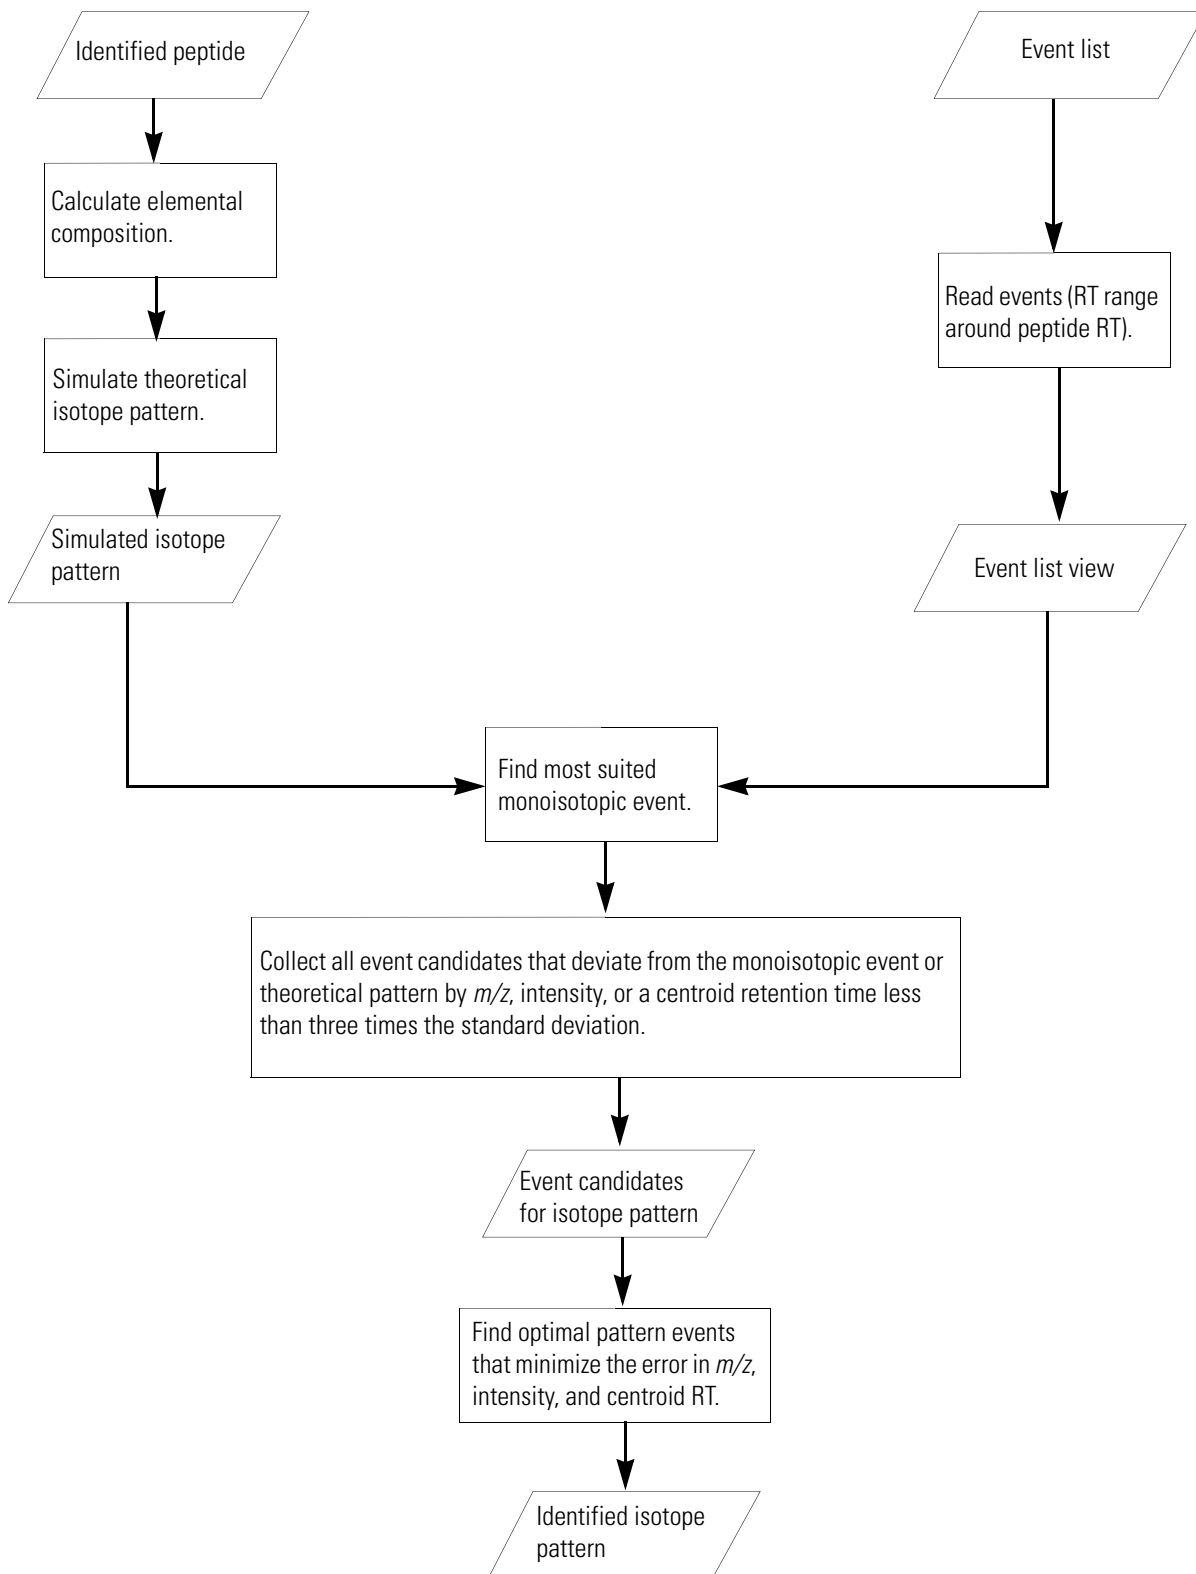 Identified peptide
Event list
Calculate elemental
composition.
Read events (RT range
around peptide RT).
Simulate theoretical
isotope pattern.
Simulated isotope
pattern
Event list view
Find most suited
monoisotopic event.
Collect all event candidates that deviate from the monoisotopic event or
theoretical pattern by m/z, intensity, or a centroid retention time less
than three times the standard deviation.
Event candidates
for isotope pattern
Find optimal pattern events
that minimize the error in m/z,
intensity, and centroid RT.
Identified isotope
pattern